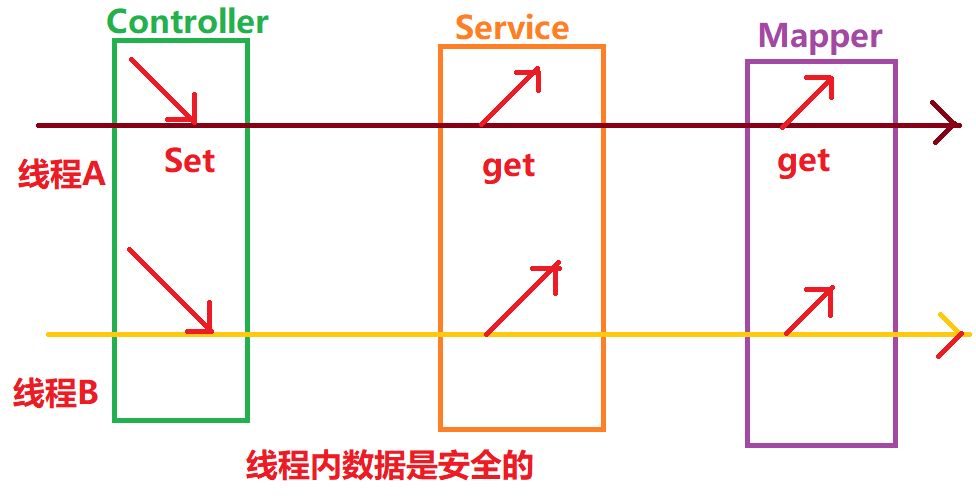 Controller
Service
Mapper
线程A
Set
get
get
线程B
线程内数据是安全的